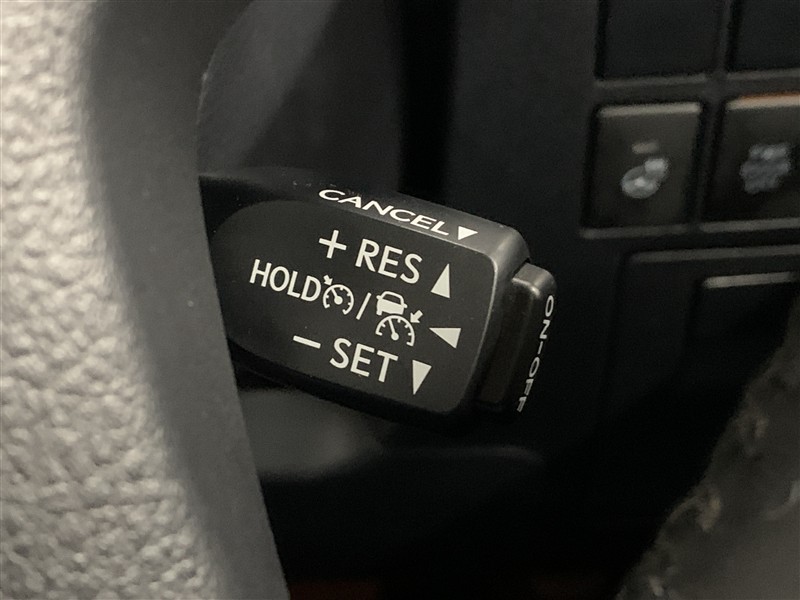 CANCEL▼
+ RES ▲
HOLD / ◀
− SET ▼
ON-OFF